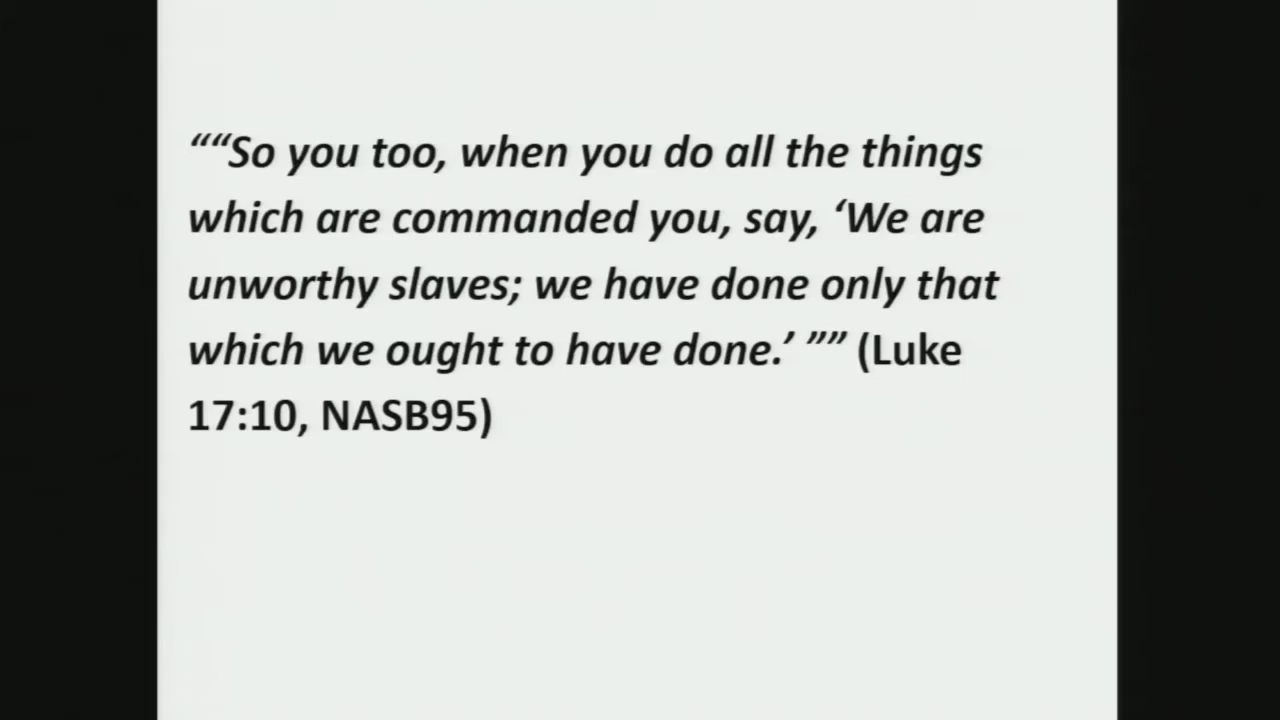 ““So you too, when you do all the things
which are commanded you, say, ‘We are
unworthy slaves; we have done only that
which we ought to have done.’ ”” (Luke
17:10, NASB95)